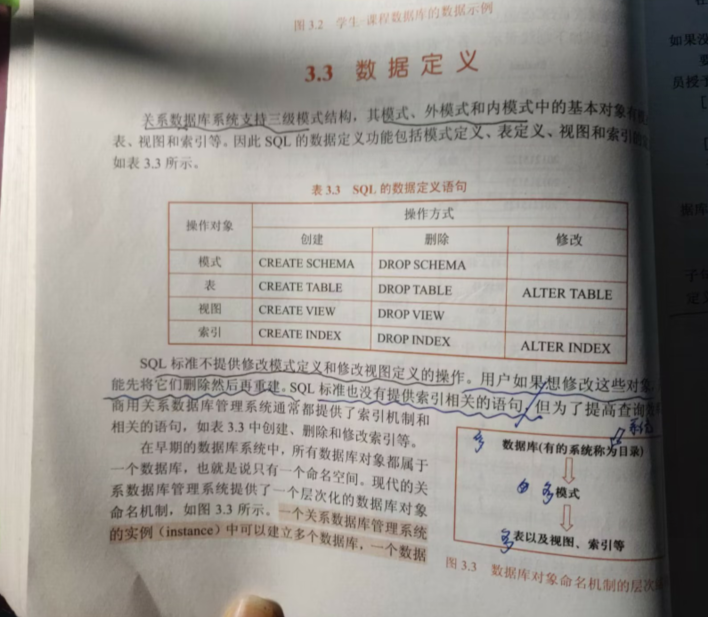 图 3.2 学生-课程数据库的数据示例
3.3 数据定义
关系数据库系统支持三级模式结构，其模式、外模式和内模式中的基本对象有
表、视图和索引等。因此 SQL 的数据定义功能包括模式定义、表定义、视图和索引的
如表 3.3 所示。
表 3.3 SQL 的数据定义语句
操作对象 操作方式
创建 删除 修改
模式 CREATE SCHEMA DROP SCHEMA
表 CREATE TABLE DROP TABLE ALTER TABLE
视图 CREATE VIEW DROP VIEW
索引 CREATE INDEX DROP INDEX ALTER INDEX
SQL 标准不提供修改模式定义和修改视图定义的操作。用户如果想修改这些对象，
能先将它们删除然后再重建。SQL 标准也没有提供索引相关的语句，但为了提高查询
商用关系数据库管理系统通常都提供了索引机制和
相关的语句，如表 3.3 中创建、删除和修改索引等。
在早期的数据库系统中，所有数据库对象都属于
一个数据库，也就是说只有一个命名空间。现代的关
系数据库管理系统提供了一个层次化的数据库对象
命名机制，如图 3.3 所示。一个关系数据库管理系统
的实例（instance）中可以建立多个数据库，一个数据
多 数据库(有的系统称为目录)
多 模式
多 表以及视图、索引等
图 3.3 数据库对象命名机制的层次
如果没
员授予